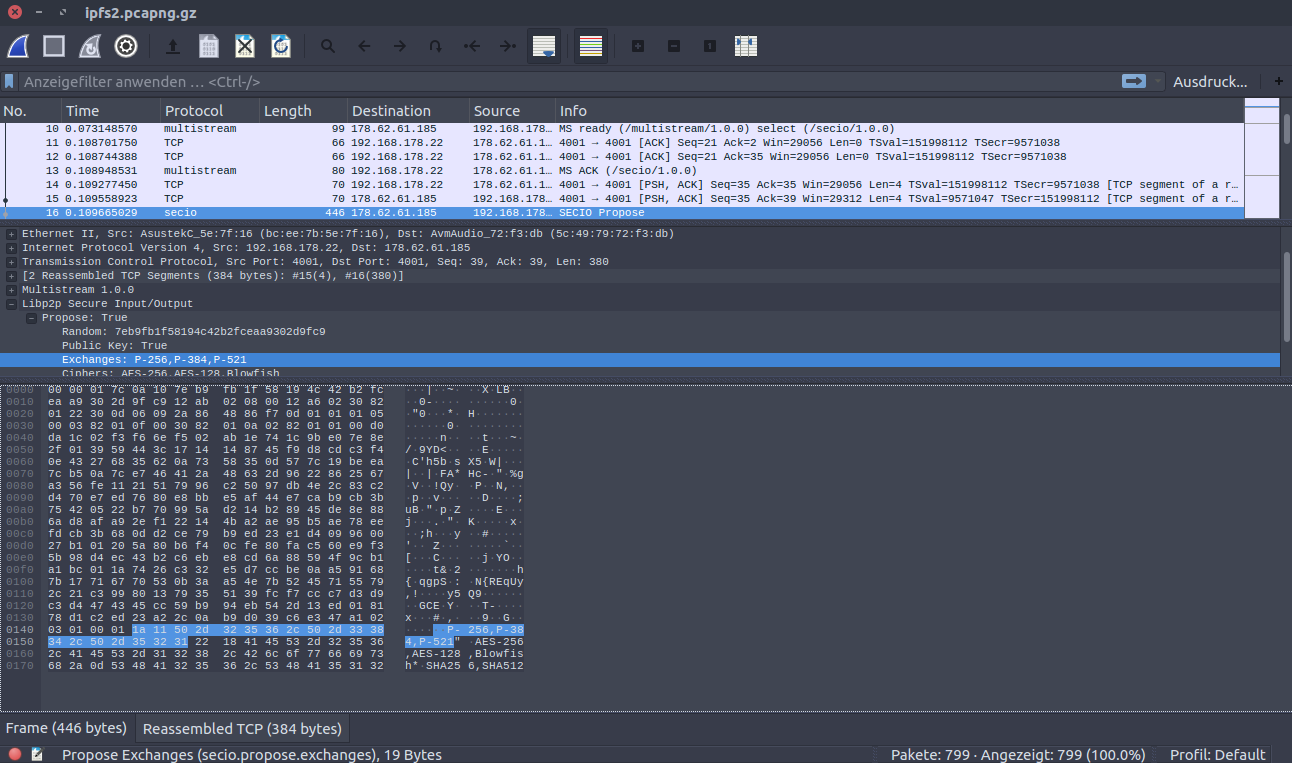 ipfs2.pcapng.gz
Anzeigefilter anwenden … <Ctrl-/> Ausdruck… +
No. Time Protocol Length Destination Source Info
10 0.073148570 multistream 99 178.62.61.185 192.168.178… MS ready (/multistream/1.0.0) select (/secio/1.0.0)
11 0.108701750 TCP 66 192.168.178.22 178.62.61.1… 4001 → 4001 [ACK] Seq=21 Ack=2 Win=29056 Len=0 TSval=151998112 TSecr=9571038
12 0.108744388 TCP 66 192.168.178.22 178.62.61.1… 4001 → 4001 [ACK] Seq=21 Ack=35 Win=29056 Len=0 TSval=151998112 TSecr=9571038
13 0.108948531 multistream 80 192.168.178.22 178.62.61.1… MS ACK (/secio/1.0.0)
14 0.109277450 TCP 70 192.168.178.22 178.62.61.1… 4001 → 4001 [PSH, ACK] Seq=35 Ack=35 Win=29056 Len=4 TSval=151998112 TSecr=9571038 [TCP segment of a r…
15 0.109558923 TCP 70 178.62.61.185 192.168.178… 4001 → 4001 [PSH, ACK] Seq=35 Ack=39 Win=29312 Len=4 TSval=9571047 TSecr=151998112 [TCP segment of a r…
16 0.109665029 secio 446 178.62.61.185 192.168.178… SECIO Propose
Ethernet II, Src: AsustekC_5e:7f:16 (bc:ee:7b:5e:7f:16), Dst: AvmAudio_72:f3:db (5c:49:79:72:f3:db)
Internet Protocol Version 4, Src: 192.168.178.22, Dst: 178.62.61.185
Transmission Control Protocol, Src Port: 4001, Dst Port: 4001, Seq: 39, Ack: 39, Len: 380
[2 Reassembled TCP Segments (384 bytes): #15(4), #16(380)]
Multistream 1.0.0
Libp2p Secure Input/Output
Propose: True
Random: 7eb9fb1f58194c42b2fceaa9302d9fc9
Public Key: True
Exchanges: P-256,P-384,P-521
Ciphers: AES-256,AES-128,Blowfish
0000 00 00 01 7c 0a 10 7e b9 fb 1f 58 19 4c 42 b2 fc ···|··~· ··X·LB··
0010 ea a9 30 2d 9f c9 12 ab 02 08 00 12 a6 02 30 82 ··0-···· ······0·
0020 01 22 30 0d 06 09 2a 86 48 86 f7 0d 01 01 01 05 ·"0···*· H·······
0030 00 03 82 01 0f 00 30 82 01 0a 02 82 01 01 00 d0 ······0· ········
0040 da 1c 02 f3 f6 6e f5 02 ab 1e 74 1c 9b e0 7e 8e ·····n·· ··t···~·
0050 2f 01 39 59 44 3c 17 14 14 87 45 f9 d8 cd c3 f4 /·9YD<·· ··E·····
0060 0e 43 27 68 35 62 0a 73 58 35 0d 57 7c 19 be ea ·C'h5b·s X5·W|···
0070 7c b5 0a 7c e7 46 41 2a 48 63 2d 96 22 86 25 67 |··|·FA* Hc-·"·%g
0080 a3 56 fe 11 21 51 79 96 c2 50 97 db 4e 2c 83 c2 ·V··!Qy· ·P··N,··
0090 d4 70 e7 ed 76 80 e8 bb e5 af 44 e7 ca b9 cb 3b ·p··v··· ··D····;
00a0 75 42 05 22 b7 70 99 5a d2 14 b2 89 45 de 8e 88 uB·"·p·Z ····E···
00b0 6a d8 af a9 2e f1 22 14 4b a2 ae 95 b5 ae 78 ee j···.·"· K·····x·
00c0 fd cb 3b 68 0d d2 ce 79 b9 ed 23 e1 d4 09 96 00 ··;h···y ··#·····
00d0 27 b1 01 20 5a 80 b6 f4 0c fe 80 fa c5 60 e9 f3 '·· Z··· ·····`··
00e0 5b 98 d4 ec 43 b2 c6 eb e8 cd 6a 88 59 4f 9c b1 [···C··· ··j·YO··
00f0 a1 bc 01 1a 74 26 c3 32 e5 d7 cc be 0a a5 91 68 ····t&·2 ·······h
0100 7b 17 71 67 70 53 0b 3a a5 4e 7b 52 45 71 55 79 {·qgpS·: ·N{REqUy
0110 2c 21 c3 99 80 13 79 35 51 39 fc f7 cc c7 d3 d9 ,!····y5 Q9······
0120 c3 d4 47 43 45 cc 59 b9 94 eb 54 2d 13 ed 01 81 ··GCE·Y· ··T-····
0130 78 d1 c2 ed 23 a2 2c 0a b9 d0 39 c6 e3 47 a1 02 x···#·,· ··9··G··
0140 03 01 00 01 1a 11 50 2d 32 35 36 2c 50 2d 33 38 ······P- 256,P-38
0150 34 2c 50 2d 35 32 31 22 18 41 45 53 2d 32 35 36 4,P-521" ·AES-256
0160 2c 41 45 53 2d 31 32 38 2c 42 6c 6f 77 66 69 73 ,AES-128 ,Blowfis
0170 68 2a 0d 53 48 41 32 35 36 2c 53 48 41 35 31 32 h*·SHA25 6,SHA512
Frame (446 bytes) Reassembled TCP (384 bytes)
Propose Exchanges (secio.propose.exchanges), 19 Bytes Pakete: 799 · Angezeigt: 799 (100.0%) Profil: Default